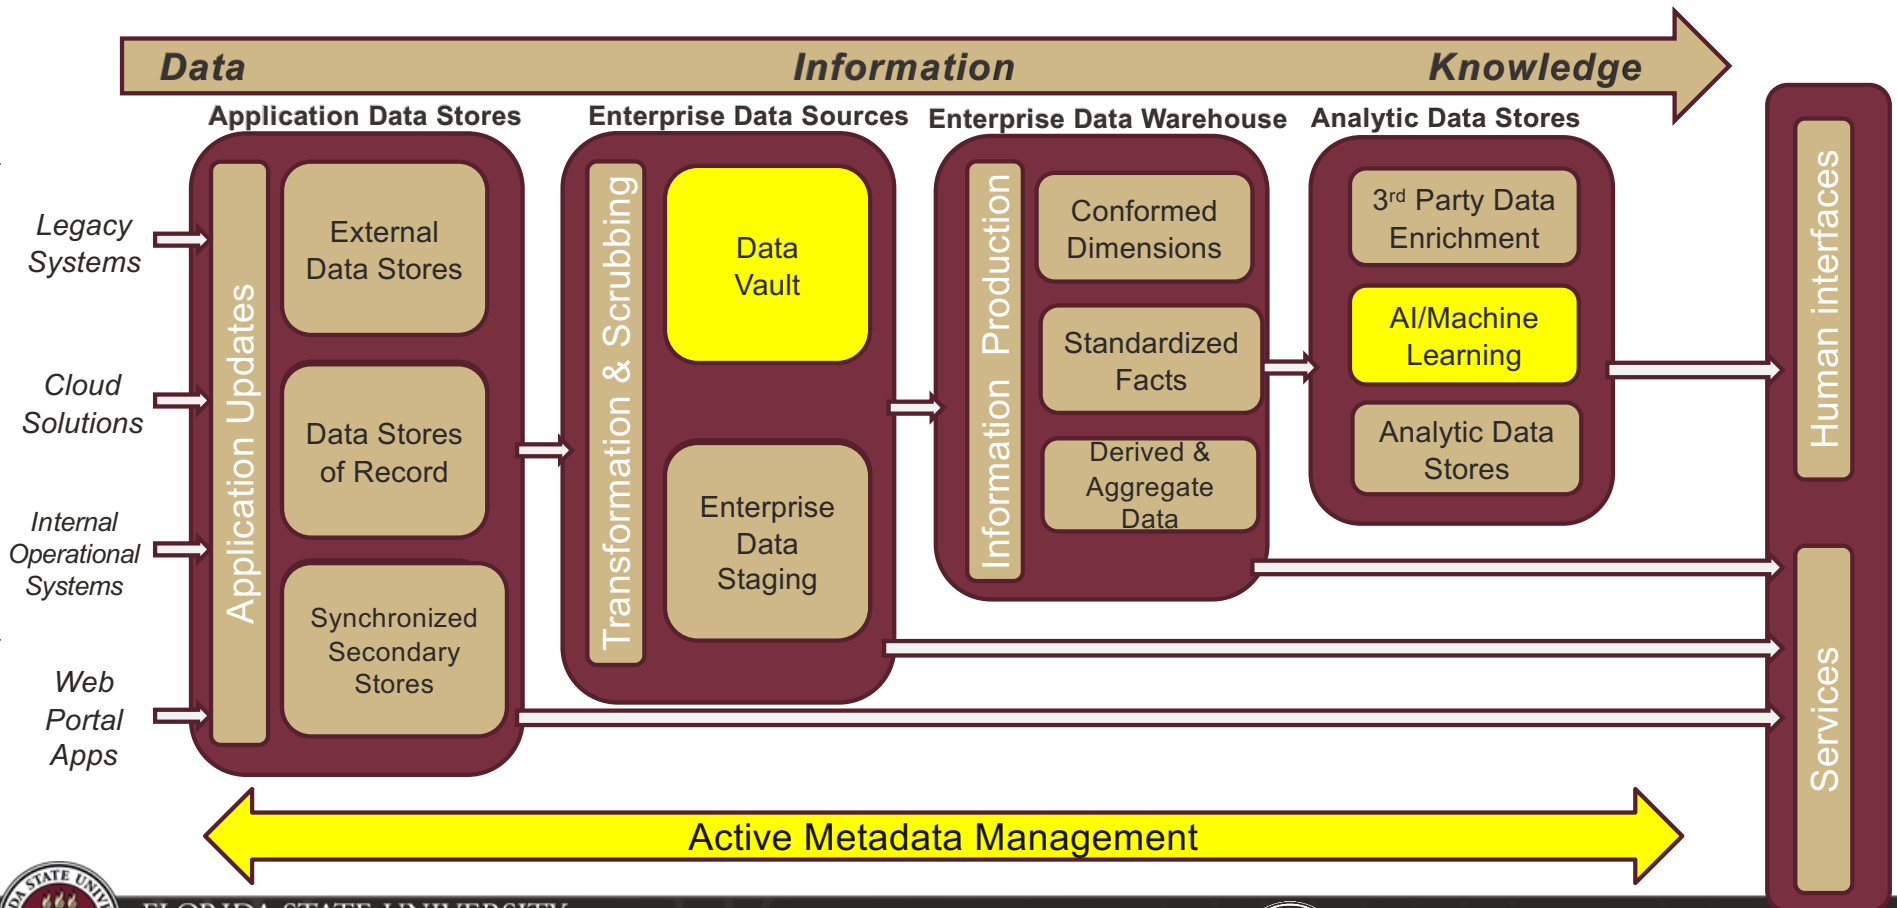 Data
Information
Knowledge
Application Data Stores
Enterprise Data Sources
Enterprise Data Warehouse
Analytic Data Stores
Legacy
Systems
Cloud
Solutions
Internal
Operational
Systems
Web
Portal
Apps
Application Updates
External
Data Stores
Data Stores
of Record
Synchronized
Secondary
Stores
Transformation & Scrubbing
Data
Vault
Enterprise
Data
Staging
Information Production
Conformed
Dimensions
Standardized
Facts
Derived &
Aggregate
Data
3rd Party Data
Enrichment
AI/Machine
Learning
Analytic Data
Stores
Human interfaces
Services
Active Metadata Management
FLORIDA STATE UNIVERSITY